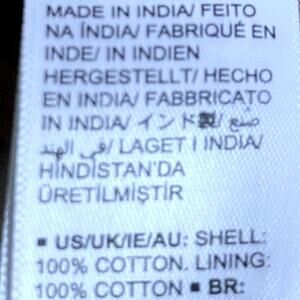 MADE IN INDIA/ FEITO
NA ÍNDIA/ FABRIQUÉ EN
INDE/ IN INDIEN
HERGESTELLT/ HECHO
EN INDIA/ FABBRICATO
IN INDIA/ インド製/ صنع
في الهند/ LAGET I INDIA/
HİNDİSTAN'DA
ÜRETİLMİŞTİR
▪ US/UK/IE/AU: SHELL:
100% COTTON. LINING:
100% COTTON ▪ BR: